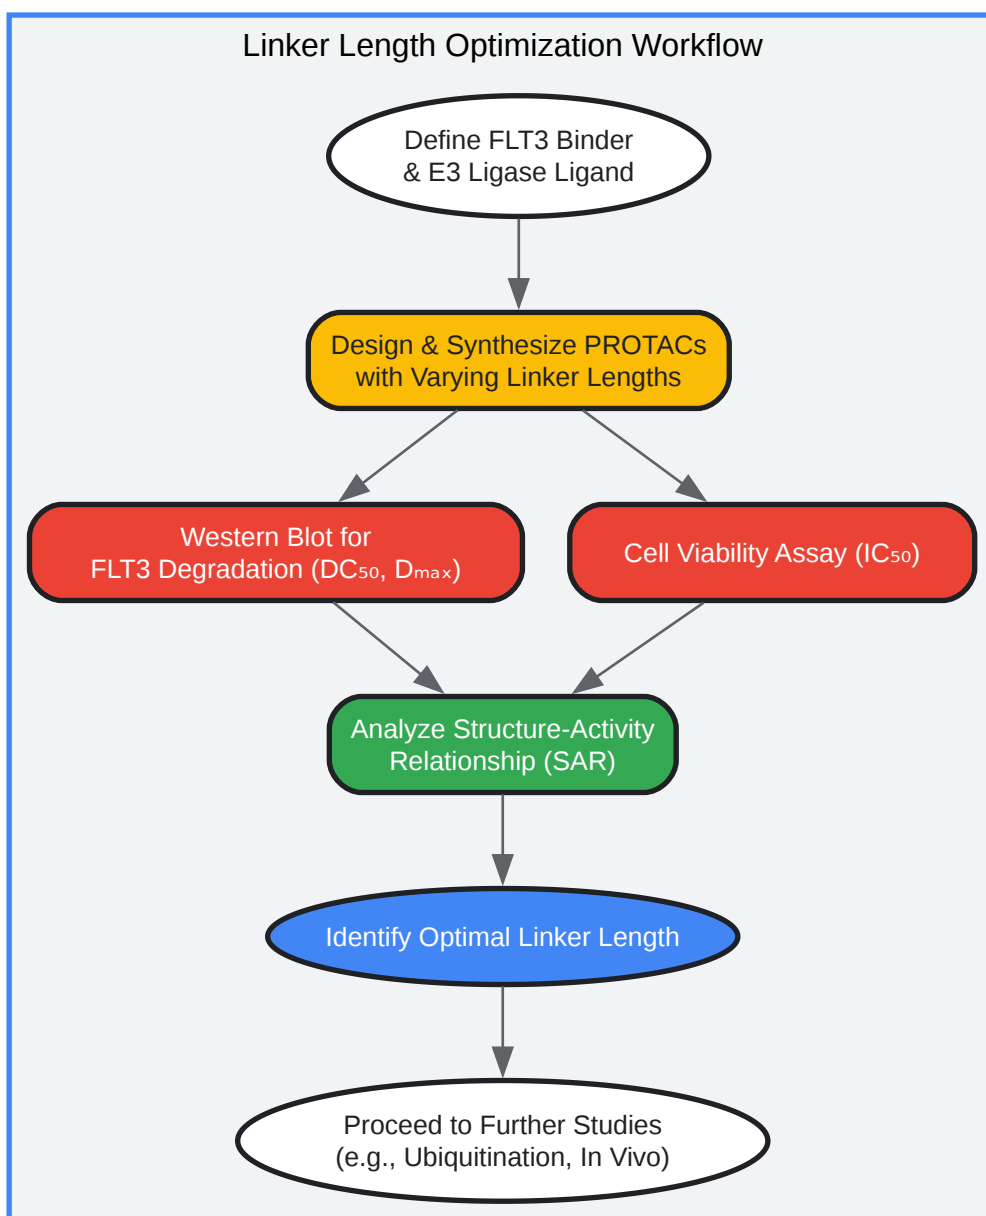 Linker Length Optimization Workflow
Define FLT3 Binder
& E3 Ligase Ligand
Design & Synthesize PROTACs
with Varying Linker Lengths
Western Blot for
FLT3 Degradation (DC₅₀, Dₘₐₓ)
Cell Viability Assay (IC₅₀)
Analyze Structure-Activity
Relationship (SAR)
Identify Optimal Linker Length
Proceed to Further Studies
(e.g., Ubiquitination, In Vivo)